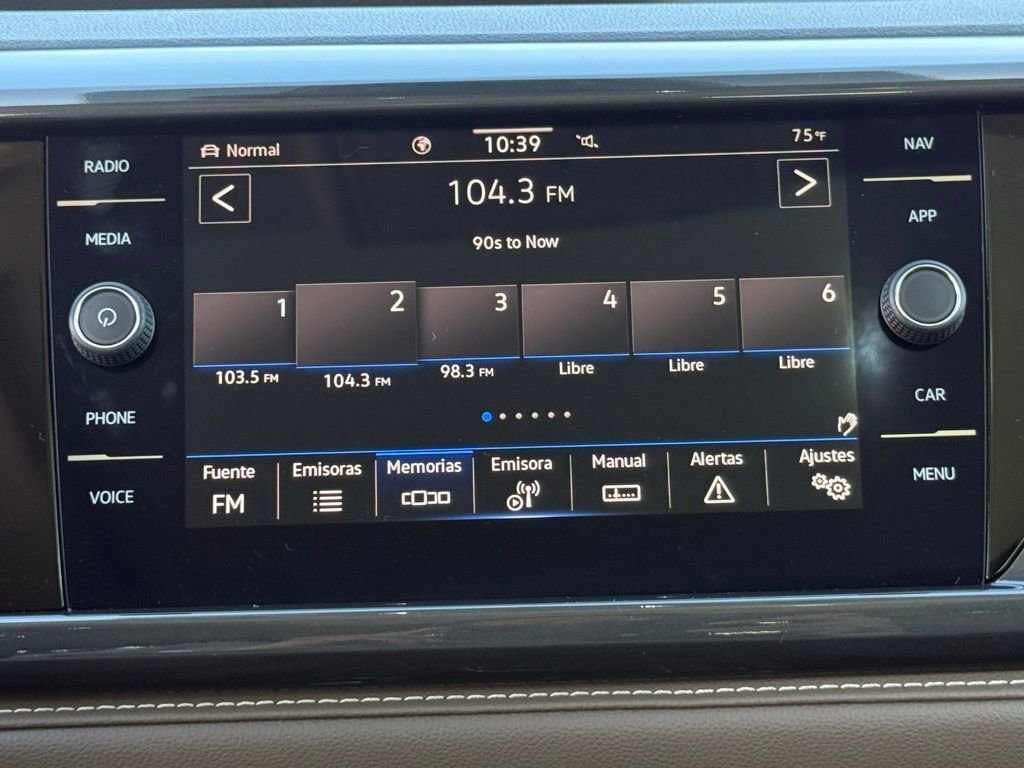 RADIO
MEDIA
PHONE
VOICE
Normal
10:39
75°F
<
104.3 FM
>
90s to Now
1
2
3
4
5
6
103.5 FM
104.3 FM
98.3 FM
Libre
Libre
Libre
Fuente
FM
Emisoras
Memorias
Emisora
Manual
Alertas
Ajustes
NAV
APP
CAR
MENU